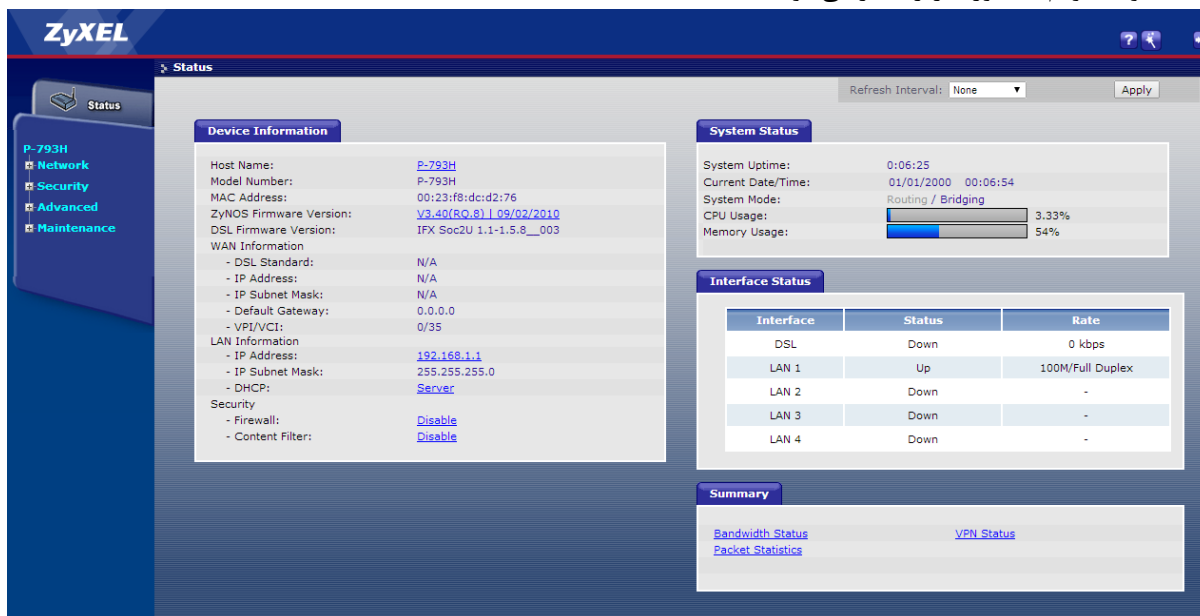 ZyXEL
Status
Refresh Interval: None Apply
Status
P-793H
Network
Security
Advanced
Maintenance
Device Information
Host Name: P-793H
Model Number: P-793H
MAC Address: 00:23:f8:dc:d2:76
ZyNOS Firmware Version: V3.40(RQ.8) | 09/02/2010
DSL Firmware Version: IFX Soc2U 1.1-1.5.8__003
WAN Information
- DSL Standard: N/A
- IP Address: N/A
- IP Subnet Mask: N/A
- Default Gateway: 0.0.0.0
- VPI/VCI: 0/35
LAN Information
- IP Address: 192.168.1.1
- IP Subnet Mask: 255.255.255.0
- DHCP: Server
Security
- Firewall: Disable
- Content Filter: Disable
System Status
System Uptime: 0:06:25
Current Date/Time: 01/01/2000 00:06:54
System Mode: Routing / Bridging
CPU Usage: 3.33%
Memory Usage: 54%
Interface Status
Interface Status Rate
DSL Down 0 kbps
LAN 1 Up 100M/Full Duplex
LAN 2 Down -
LAN 3 Down -
LAN 4 Down -
Summary
Bandwidth Status VPN Status
Packet Statistics